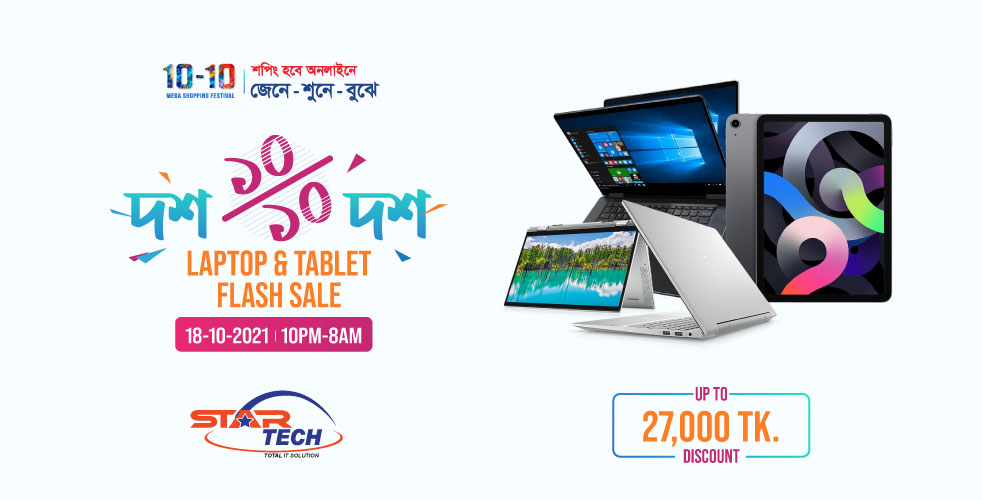 10-10
MEGA SHOPPING FESTIVAL
শপিং হবে অনলাইনে
জেনে - শুনে - বুঝে
দশ ১০/১০ দশ
LAPTOP & TABLET
FLASH SALE
18-10-2021 | 10PM-8AM
STAR
TECH
TOTAL IT SOLUTION
UP TO
27,000 TK.
DISCOUNT